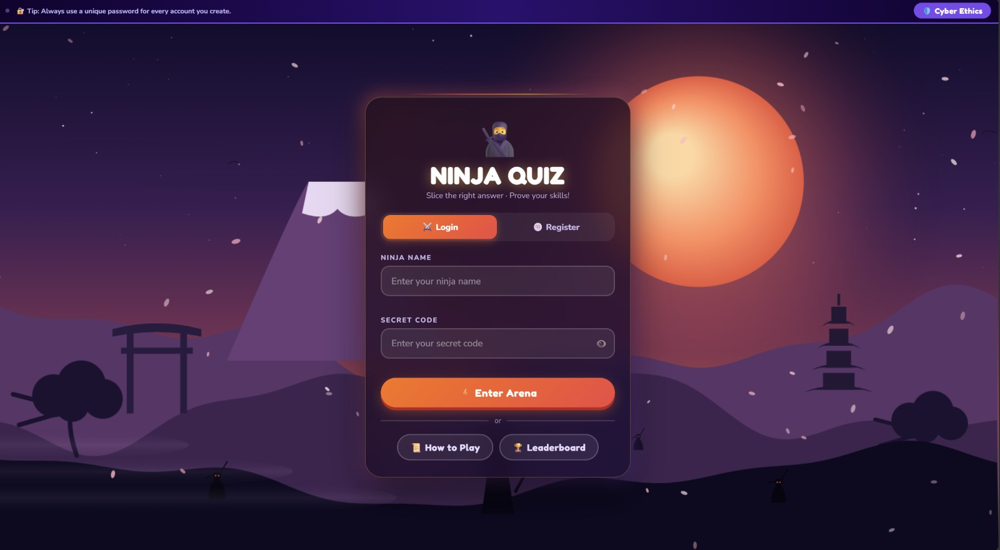 Tip: Always use a unique password for every account you create.
Cyber Ethics
NINJA QUIZ
Slice the right answer · Prove your skills!
Login
Register
NINJA NAME
Enter your ninja name
SECRET CODE
Enter your secret code
Enter Arena
or
How to Play
Leaderboard